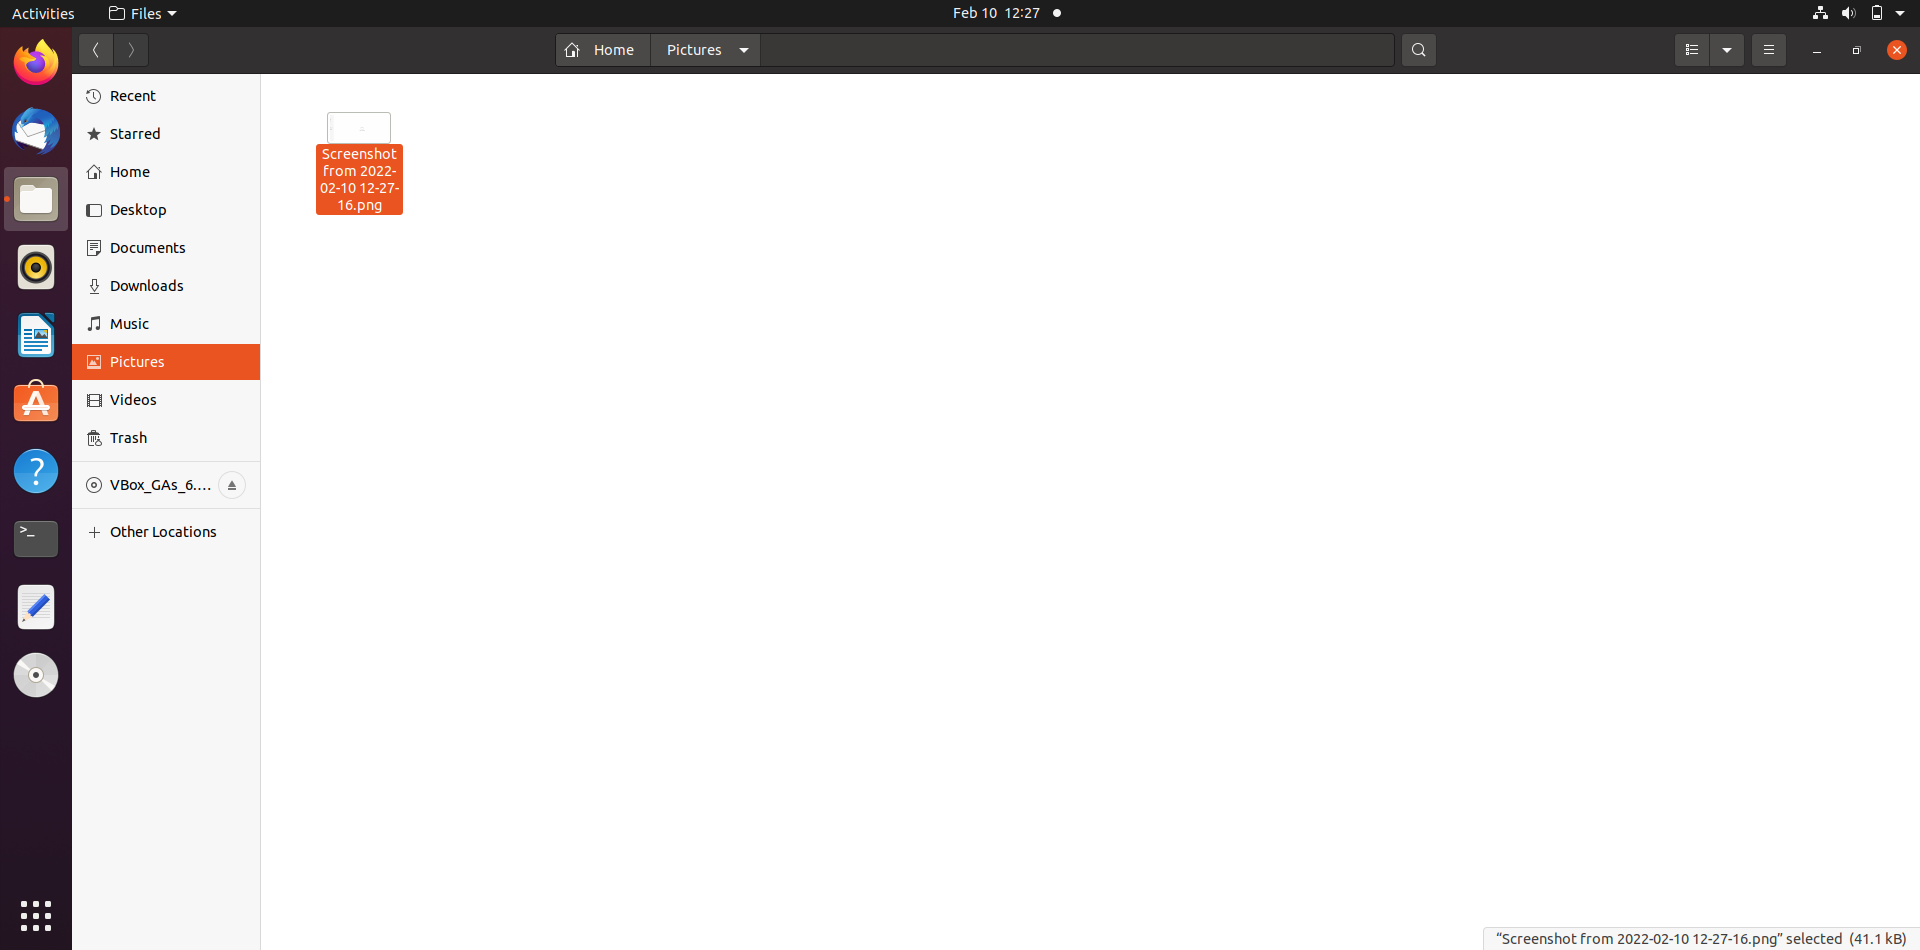 Activities
Files
Feb 10 12:27
Home
Pictures
Recent
Starred
Home
Desktop
Documents
Downloads
Music
Pictures
Videos
Trash
VBox_GAs_6....
Other Locations
Screenshot
from 2022-
02-10 12-27-
16.png
>_
?
“Screenshot from 2022-02-10 12-27-16.png” selected (41.1 kB)